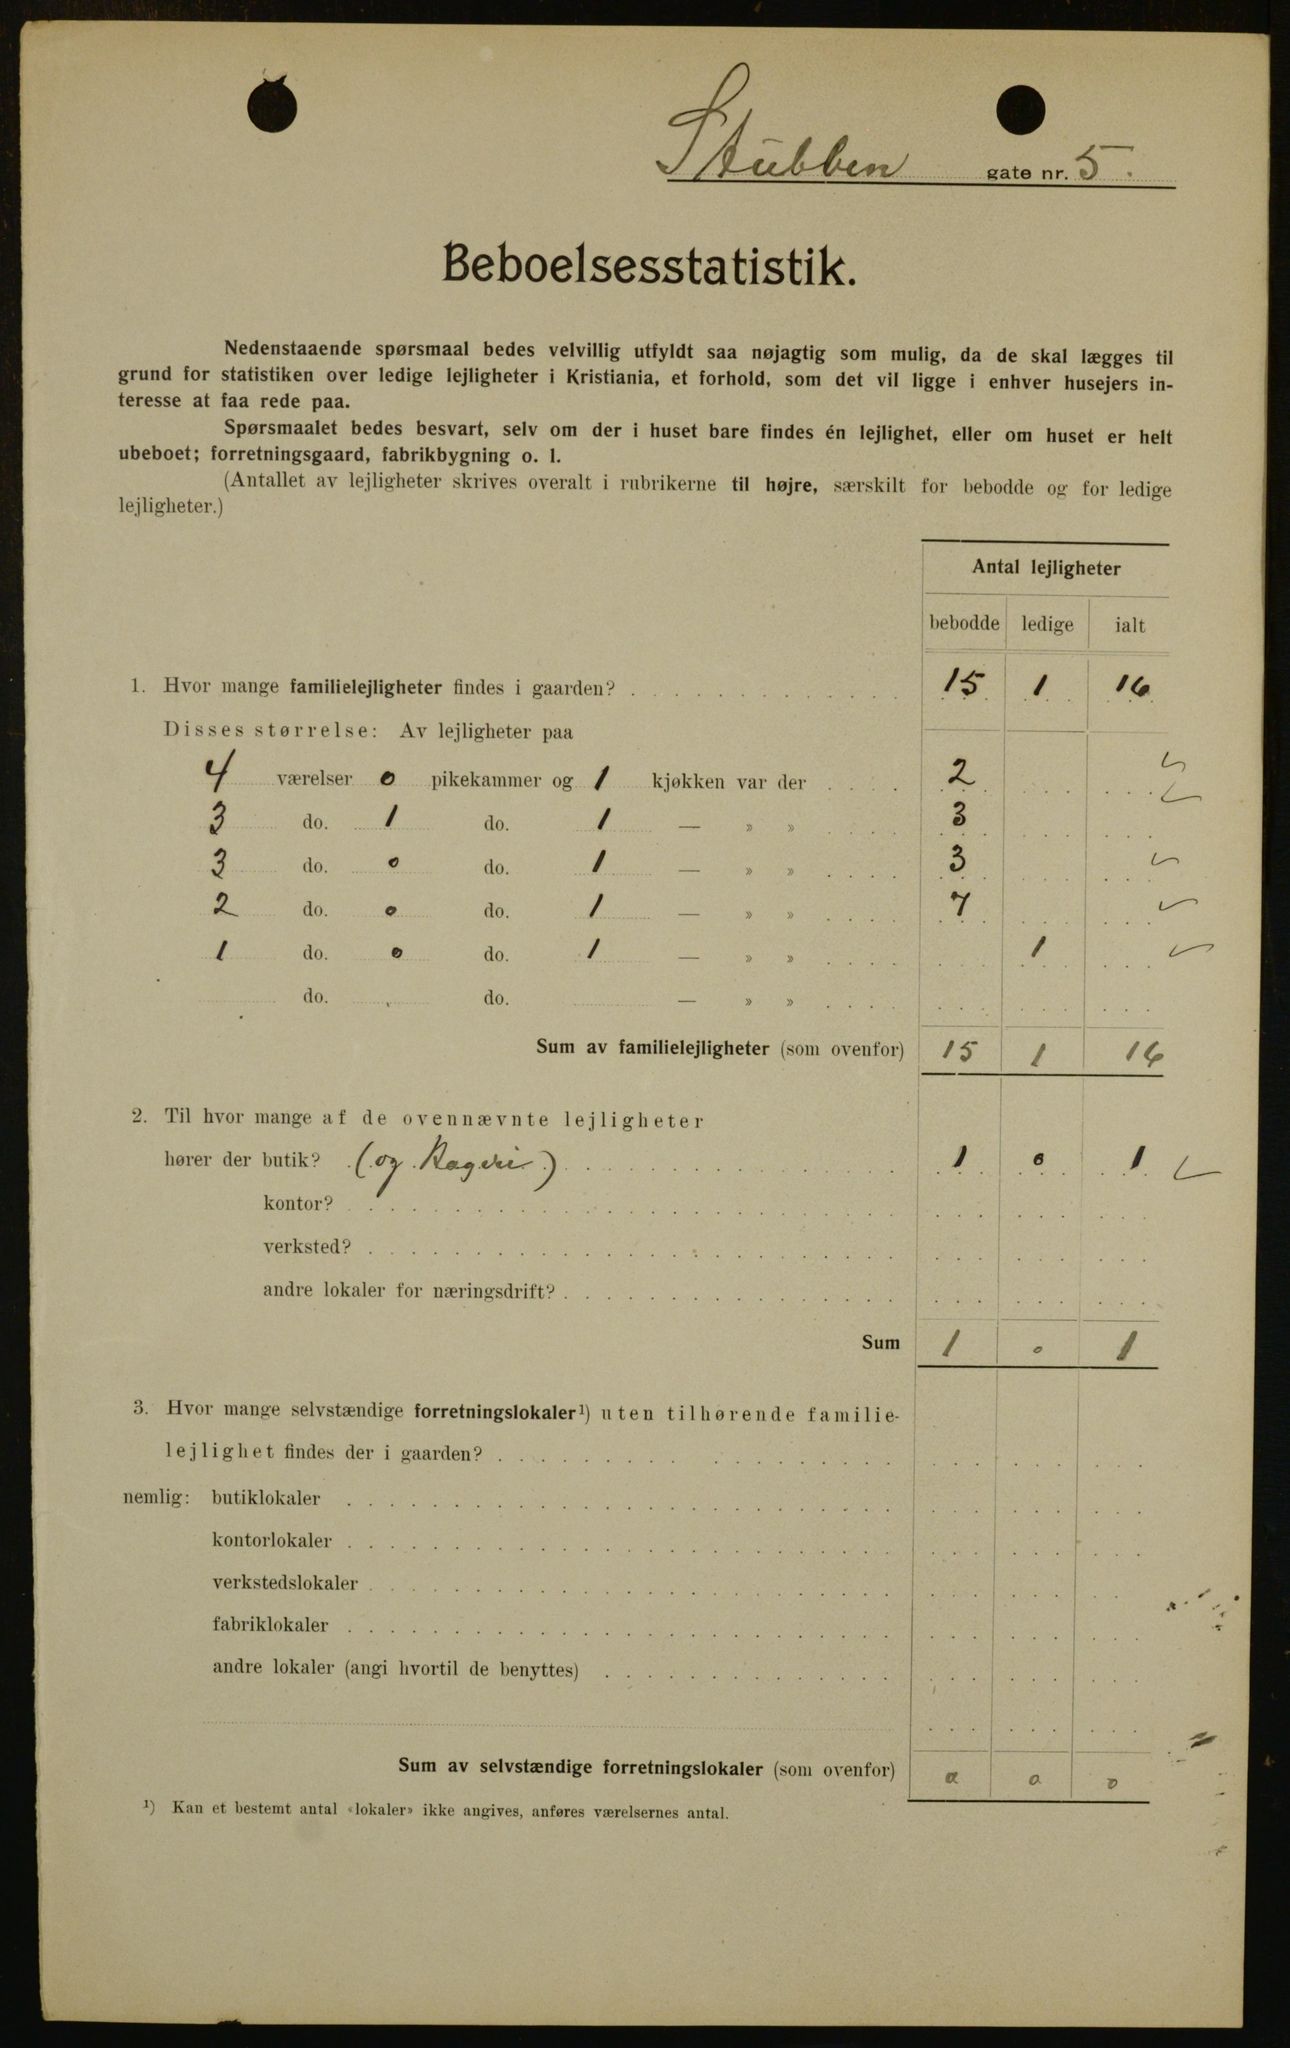 Stubben gate nr. 5.
Beboelsesstatistik.
Nedenstaaende spørsmaal bedes velvillig utfyldt saa nøjagtig som mulig, da de skal lægges til
grund for statistiken over ledige lejligheter i Kristiania, et forhold, som det vil ligge i enhver husejers in-
teresse at faa rede paa.
Spørsmaalet bedes besvart, selv om der i huset bare findes én lejlighet, eller om huset er helt
ubeboet; forretningsgaard, fabrikbygning o. l.
(Antallet av lejligheter skrives overalt i rubrikerne til højre, særskilt for bebodde og for ledige
lejligheter.)
Antal lejligheter
bebodde ledige ialt
1. Hvor mange familielejligheter findes i gaarden? 15 1 16
Disses størrelse: Av lejligheter paa
4 værelser 0 pikekammer og 1 kjøkken var der 2
3 do. 1 do. 1 — » » 3
3 do. 0 do. 1 — » » 3
2 do. 0 do. 1 — » » 7
1 do. 0 do. 1 — » » 1
do. do. — » »
Sum av familielejligheter (som ovenfor) 15 1 16
2. Til hvor mange af de ovennævnte lejligheter
hører der butik? (og Bageri) 1 0 1
kontor?
verksted?
andre lokaler for næringsdrift?
Sum 1 0 1
3. Hvor mange selvstændige forretningslokaler¹) uten tilhørende familie-
lejlighet findes der i gaarden?
nemlig: butiklokaler
kontorlokaler
verkstedslokaler
fabriklokaler
andre lokaler (angi hvortil de benyttes)
Sum av selvstændige forretningslokaler (som ovenfor) 0 0 0
¹) Kan et bestemt antal «lokaler» ikke angives, anføres værelsernes antal.